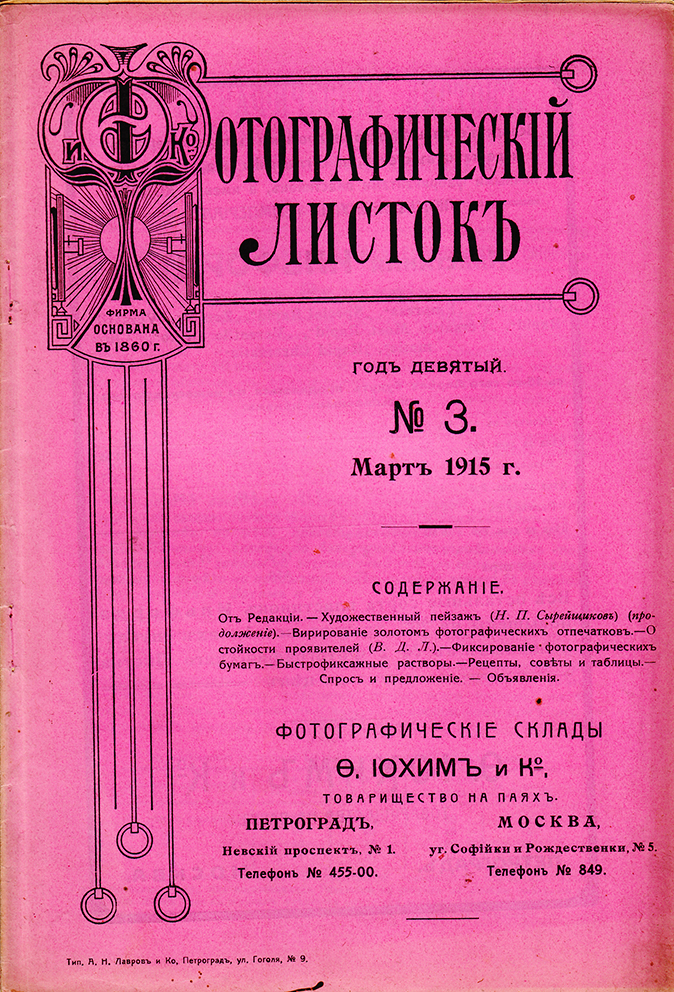 Ѳ И Ко
ФОТОГРАФИЧЕСКІЙ
ЛИСТОКЪ
ФИРМА
ОСНОВАНА
ВЪ 1860 г.
ГОДЪ ДЕВЯТЫЙ.
№ 3.
Мартъ 1915 г.
СОДЕРЖАНІЕ.
Отъ Редакціи. — Художественный пейзажъ (Н. П. Сырейщиковъ) (про-
долженіе).—Вирированіе золотомъ фотографическихъ отпечатковъ.—О
стойкости проявителей (В. Д. Л.).—Фиксированіе фотографическихъ
бумагъ.—Быстрофиксажные растворы.—Рецепты, совѣты и таблицы.—
Спросъ и предложеніе. — Объявленія.
ФОТОГРАФИЧЕСКІЕ СКЛАДЫ
Ѳ. ІОХИМЪ и Ко,
ТОВАРИЩЕСТВО НА ПАЯХЪ.
ПЕТРОГРАДЪ,
Невскій проспектъ, № 1.
Телефонъ № 455-00.
МОСКВА,
уг. Софійки и Рождественки, № 5.
Телефонъ № 849.
Тип. А. Н. Лавровъ и Ко, Петроградъ, ул. Гоголя, № 9.